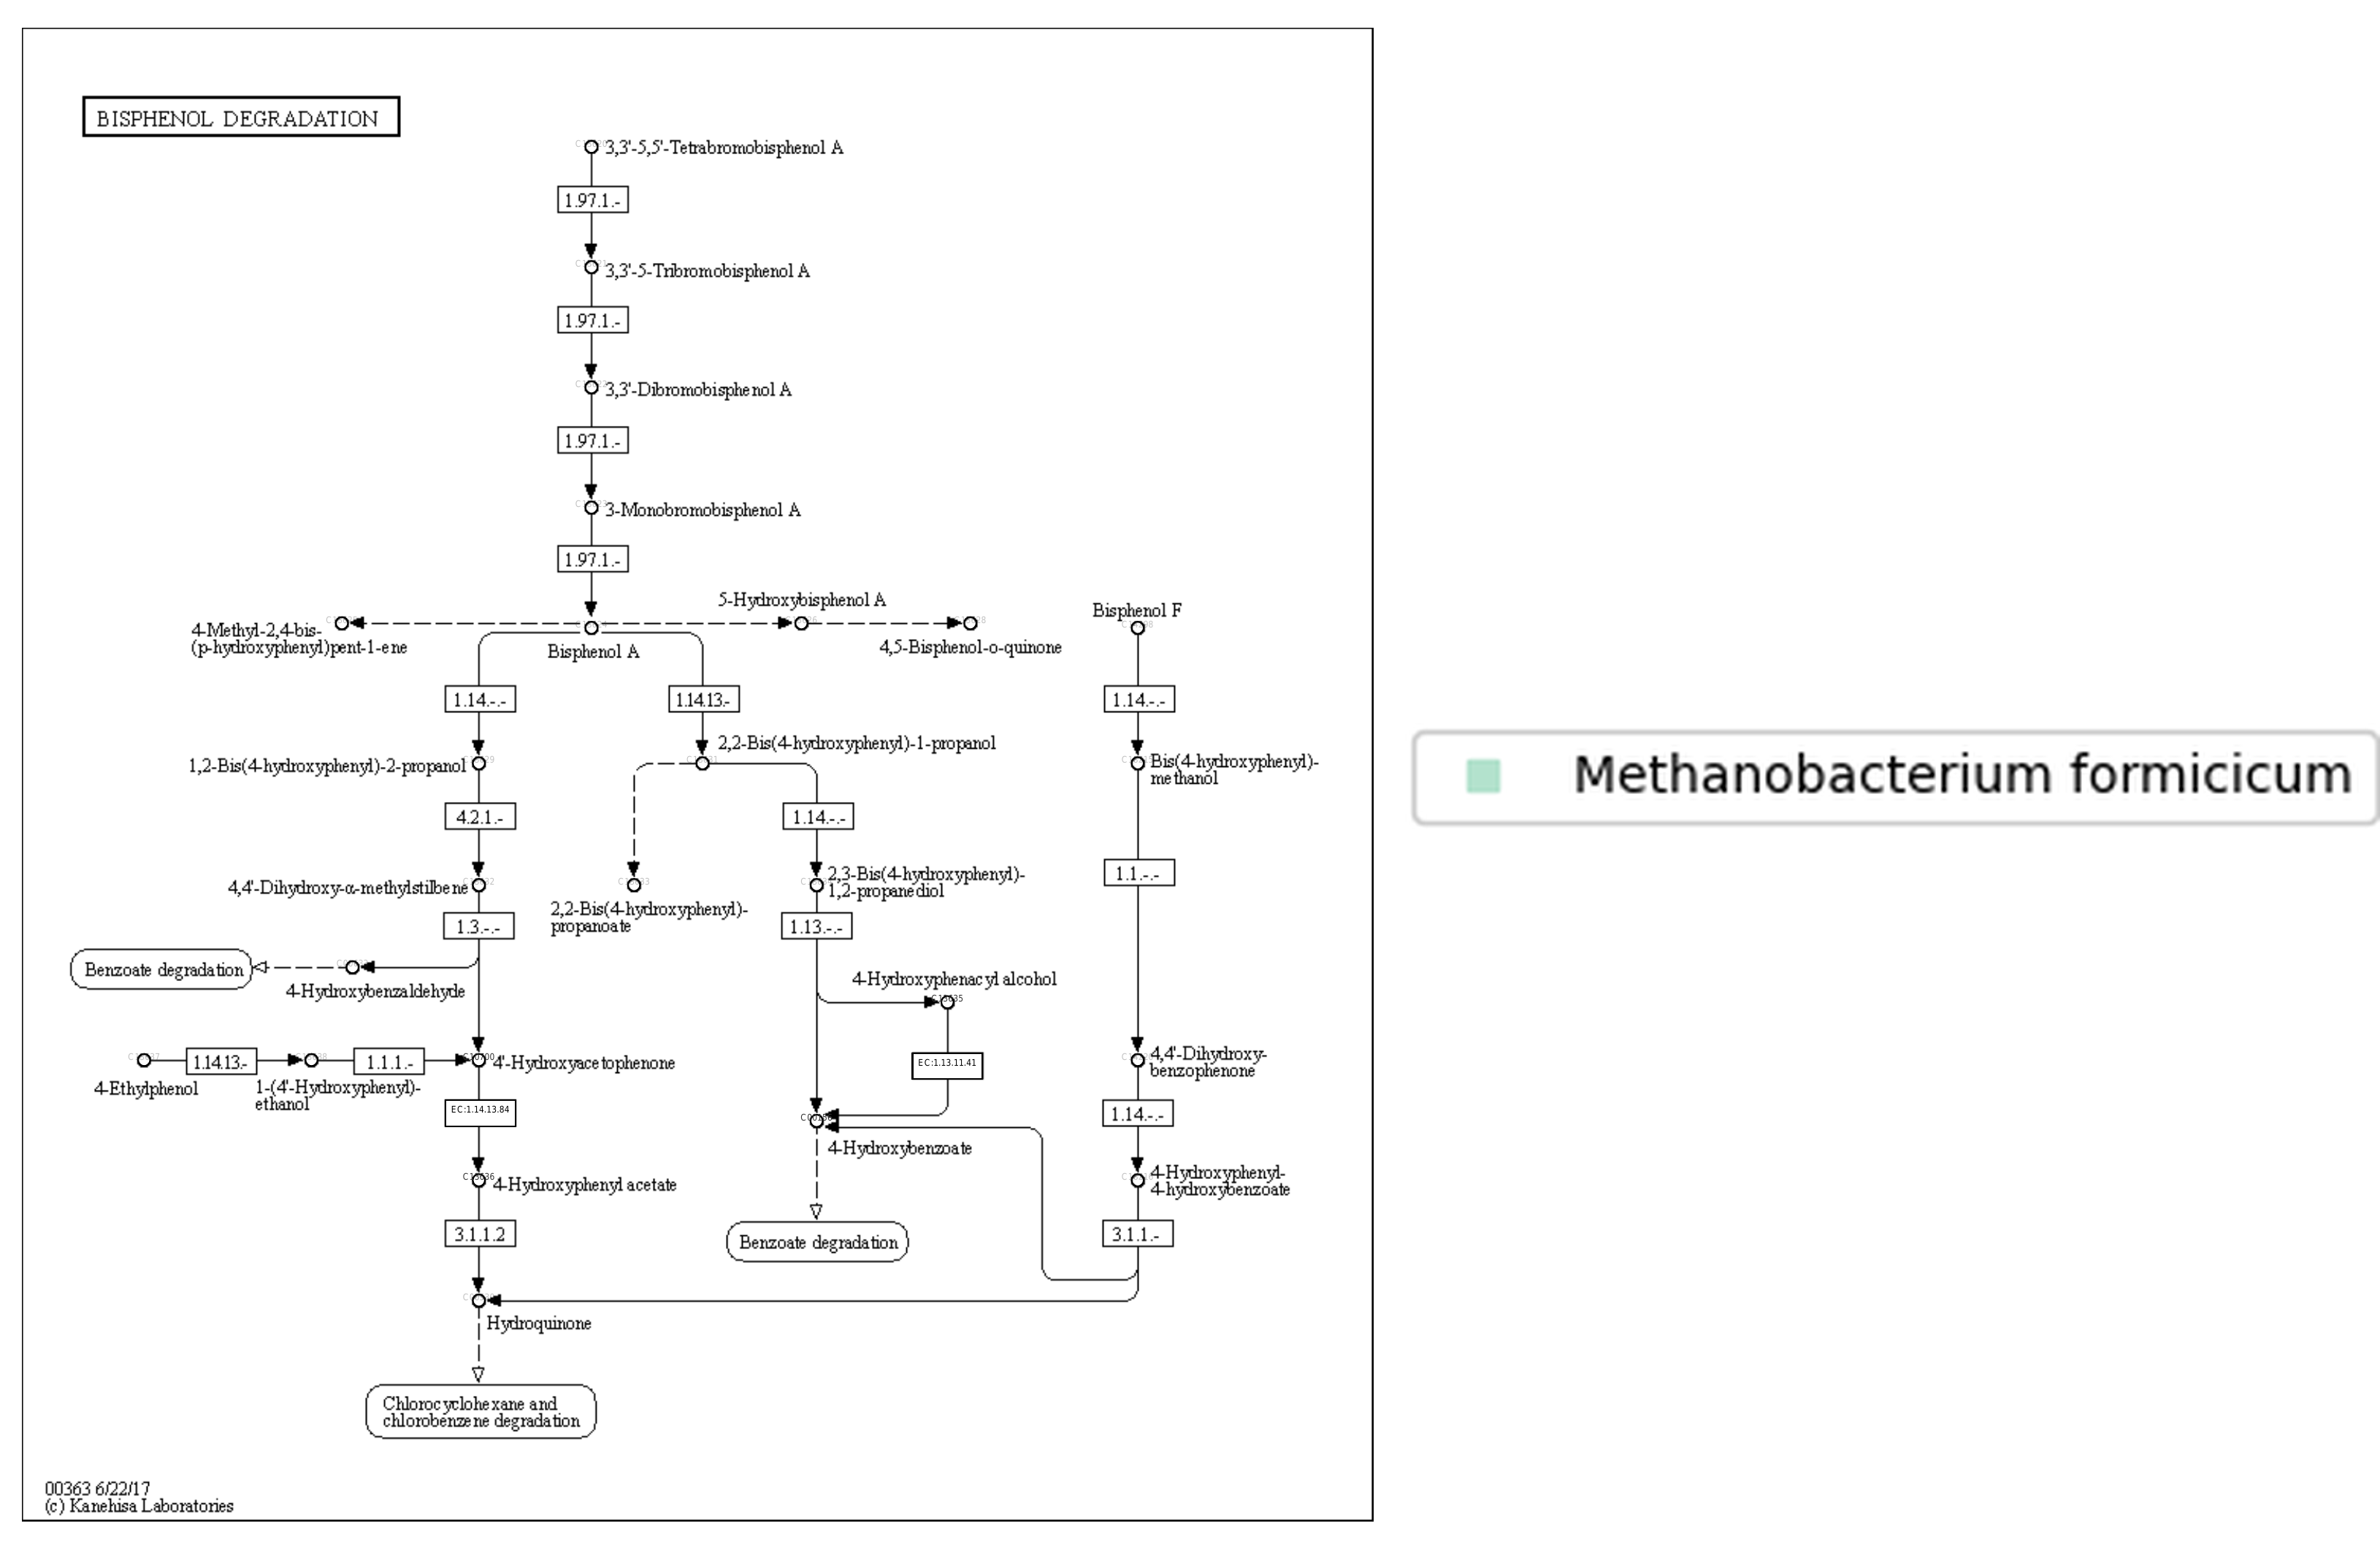 BISPHENOL DEGRADATION
3,3'-5,5'-Tetrabromobisphenol A
1.97.1.-
3,3'-5-Tribromobisphenol A
1.97.1.-
3,3'-Dibromobisphenol A
1.97.1.-
3-Monobromobisphenol A
1.97.1.-
5-Hydroxybisphenol A
Bisphenol F
4-Methyl-2,4-bis-
(p-hydroxyphenyl)pent-1-ene
Bisphenol A
4,5-Bisphenol-o-quinone
1.14.-.-
1.14.13.-
1.14.-.-
2,2-Bis(4-hydroxyphenyl)-1-propanol
1,2-Bis(4-hydroxyphenyl)-2-propanol
Bis(4-hydroxyphenyl)-
methanol
Methanobacterium formicicum
4.2.1.-
1.14.-.-
1.1.-.-
4,4'-Dihydroxy-α-methylstilbene
2,3-Bis(4-hydroxyphenyl)-
1,2-propanediol
2,2-Bis(4-hydroxyphenyl)-
propanoate
1.3.-.-
1.13.-.-
Benzoate degradation
4-Hydroxybenzaldehyde
4-Hydroxyphenacyl alcohol
C13635
1.14.13.-
1.1.1.-
C10700
4'-Hydroxyacetophenone
EC:1.13.11.41
4,4'-Dihydroxy-
benzophenone
4-Ethylphenol
1-(4'-Hydroxyphenyl)-
ethanol
EC:1.14.13.84
1.14.-.-
4-Hydroxybenzoate
C13636
4-Hydroxyphenyl acetate
4-Hydroxyphenyl-
4-hydroxybenzoate
3.1.1.2
Benzoate degradation
3.1.1.-
Hydroquinone
Chlorocyclohexane and
chlorobenzene degradation
00363 6/22/17
(c) Kanehisa Laboratories